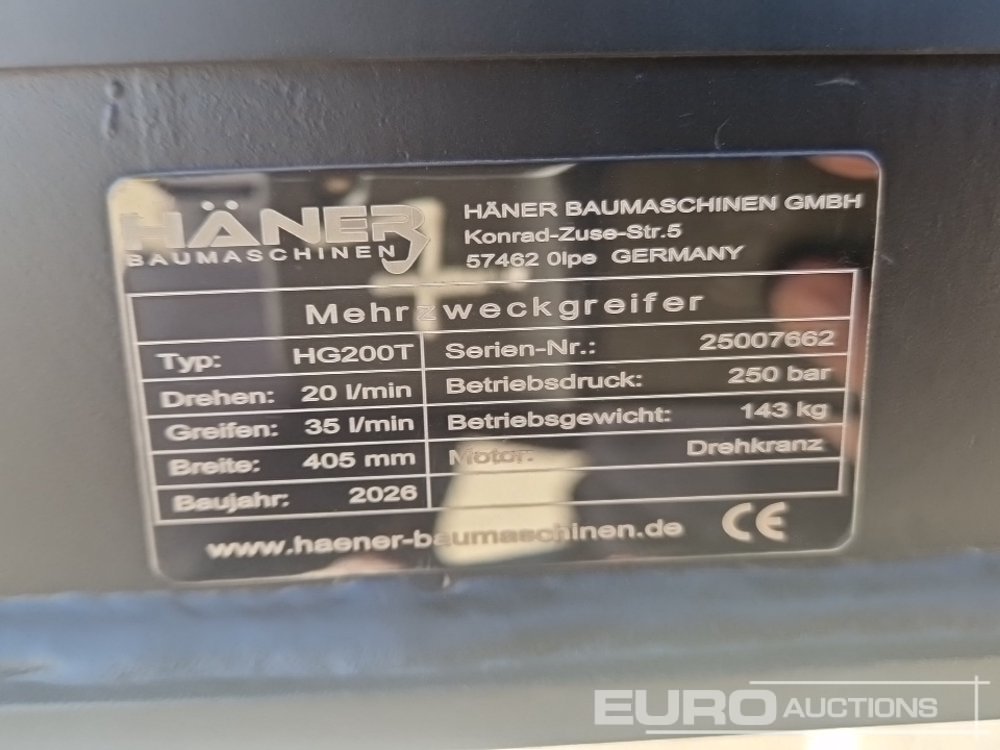 HÄNER
BAUMASCHINEN
HÄNER BAUMASCHINEN GMBH
Konrad-Zuse-Str.5
57462 Olpe GERMANY
Mehrzweckgreifer
Typ: HG200T
Serien-Nr.: 25007662
Drehen: 20 l/min
Betriebsdruck: 250 bar
Greifen: 35 l/min
Betriebsgewicht: 143 kg
Breite: 405 mm
Motor: Drehkranz
Baujahr: 2026
www.haener-baumaschinen.de
CE
EURO AUCTIONS